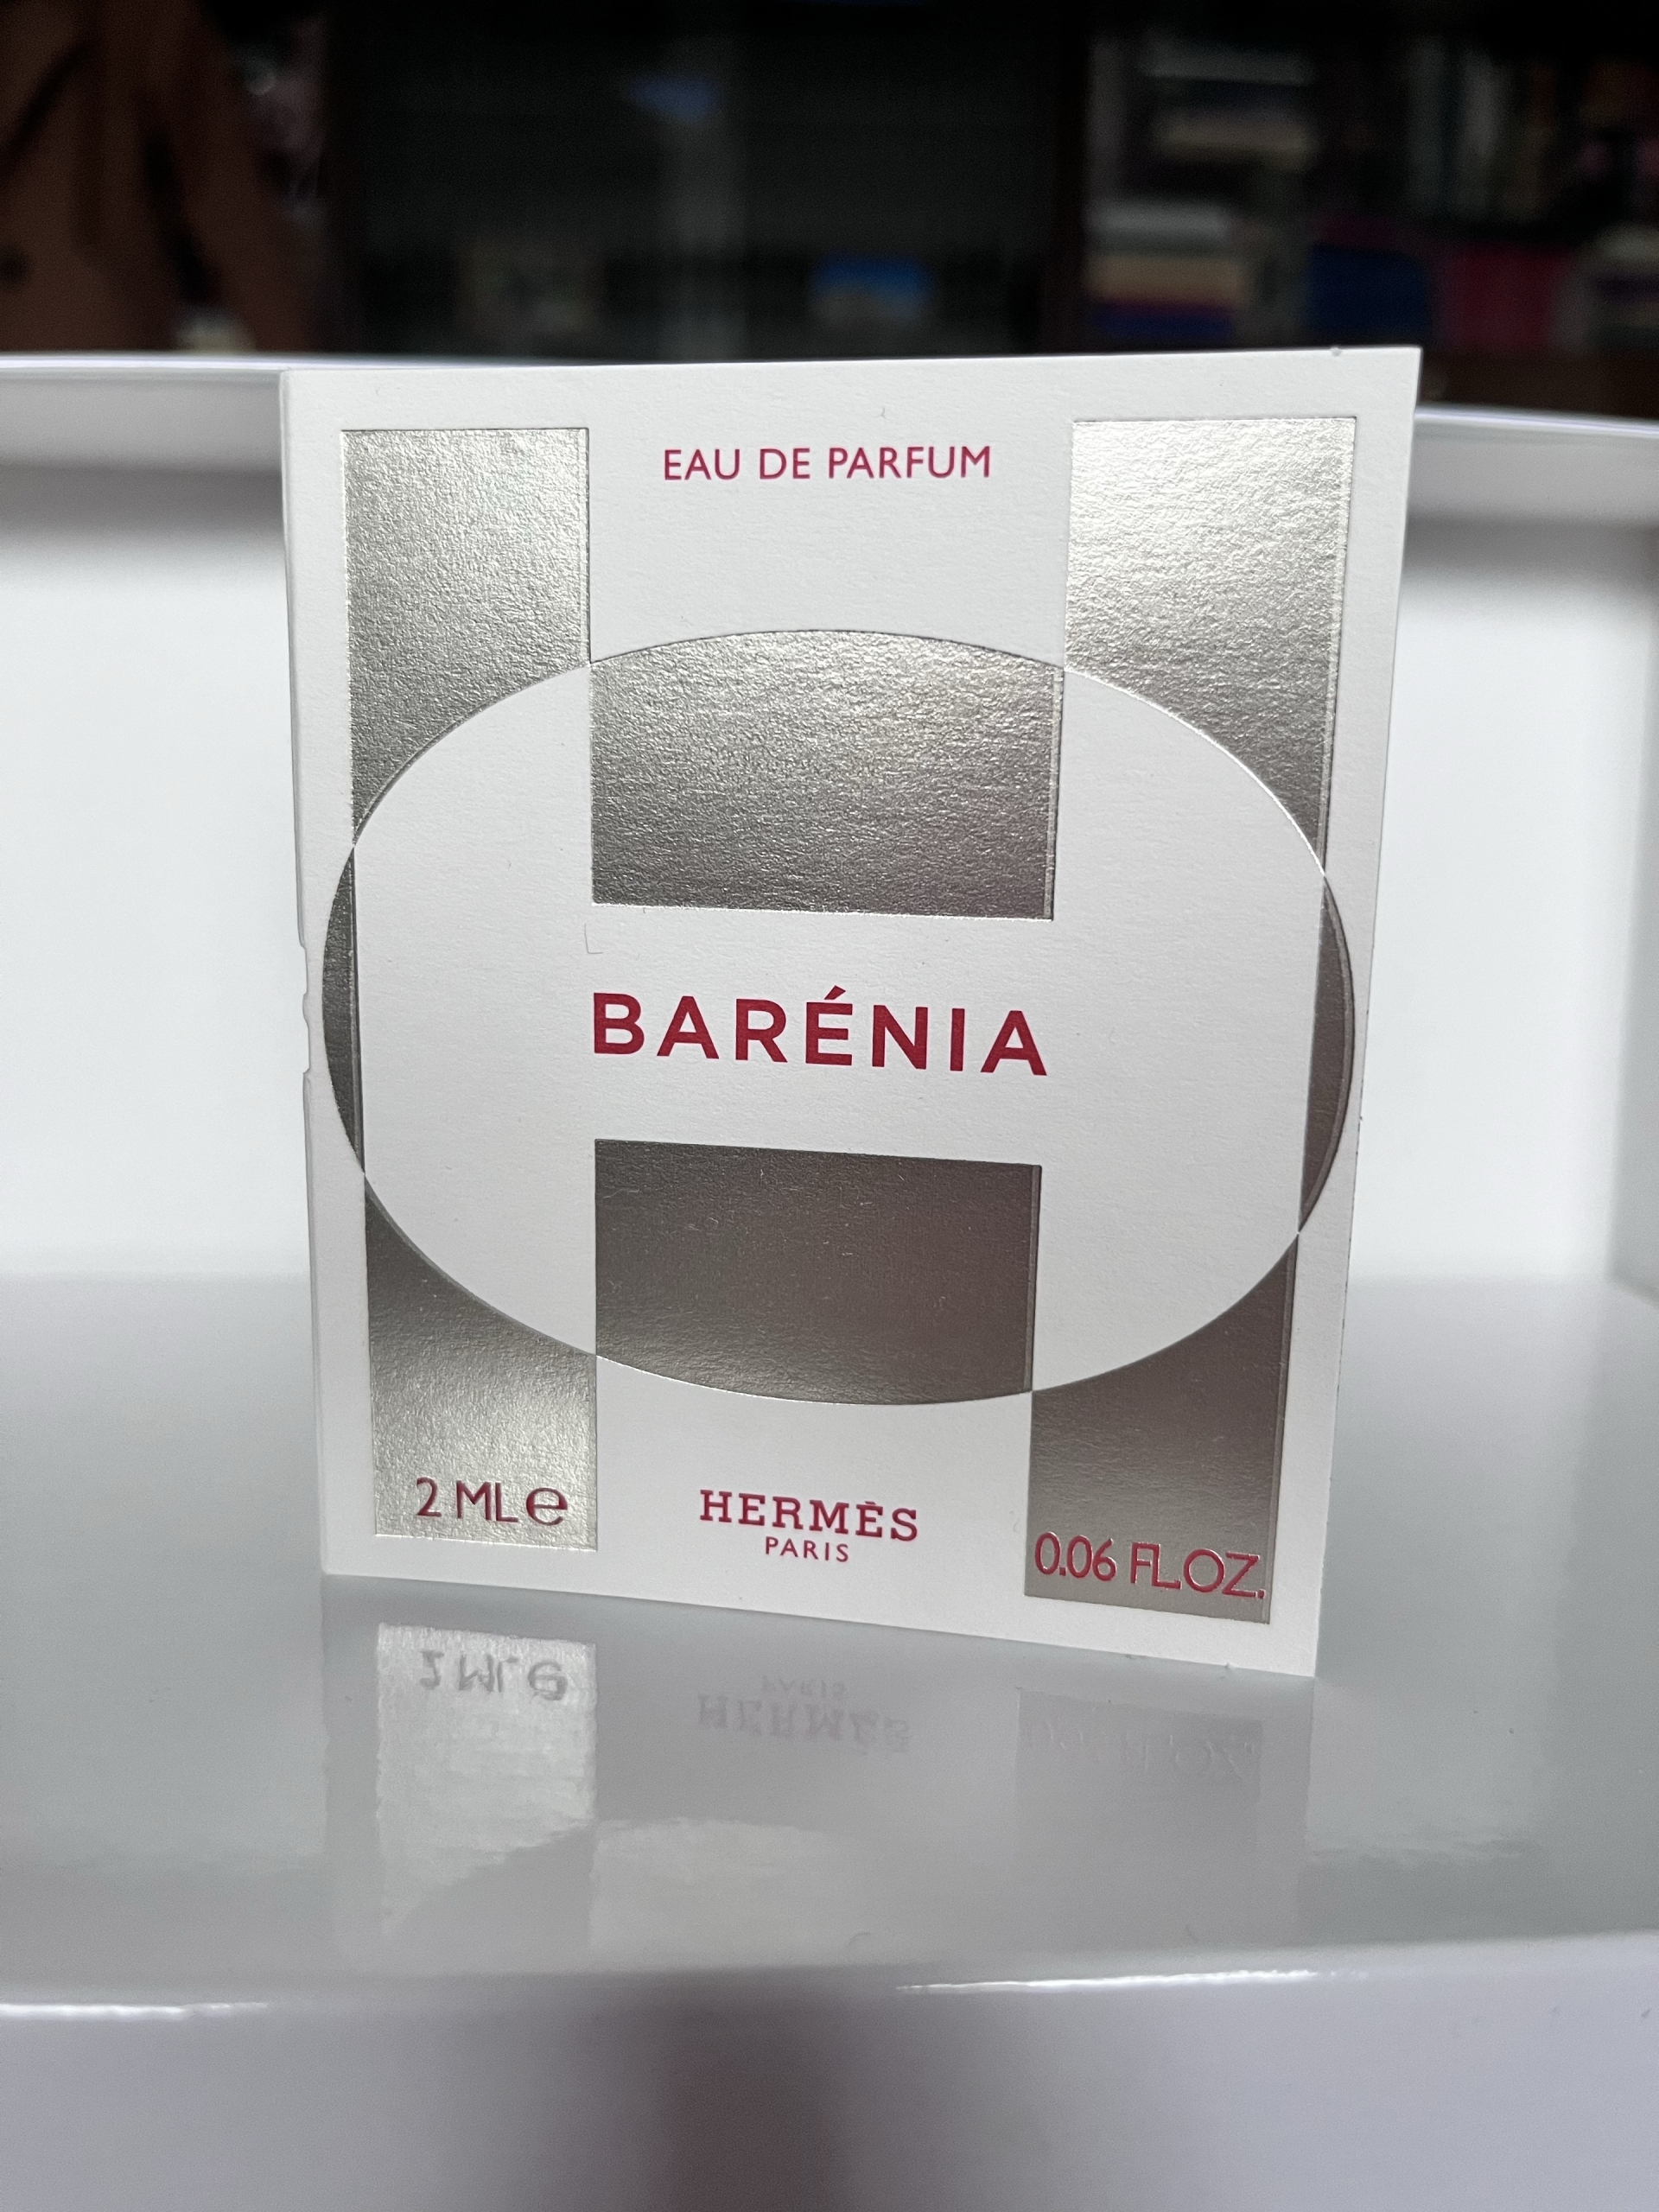 EAU DE PARFUM
BARÉNIA
2 ML ℮
HERMÈS
PARIS
0.06 FL.OZ.